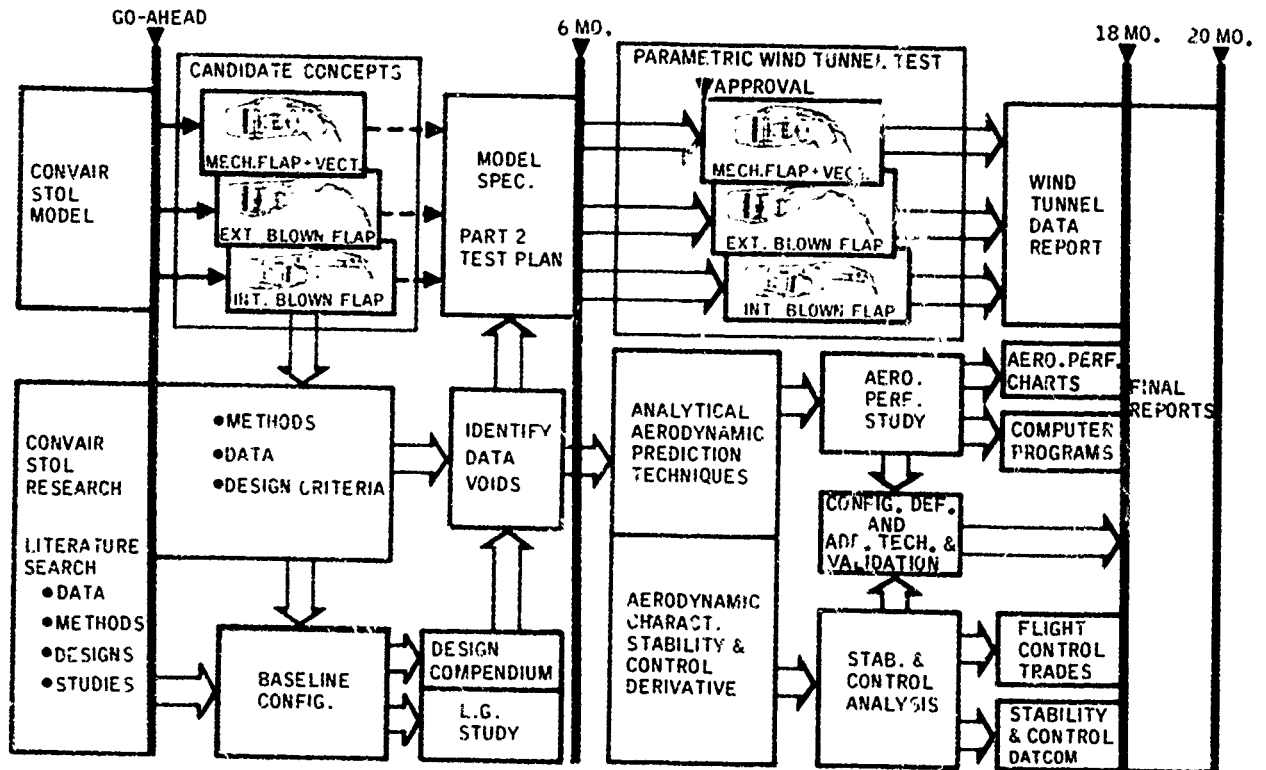 GO-AHEAD
6 MO.
18 MO.
20 MO.
CONVAIR
STOL
MODEL
CANDIDATE CONCEPTS
MECH.FLAP+VECT.
EXT. BLOWN FLAP
INT. BLOWN FLAP
MODEL
SPEC.
PART 2
TEST PLAN
PARAMETRIC WIND TUNNEL TEST
APPROVAL
MECH.FLAP+VECT.
EXT. BLOWN FLAP
INT. BLOWN FLAP
WIND
TUNNEL
DATA
REPORT
CONVAIR
STOL
RESEARCH
LITERATURE
SEARCH
•DATA
•METHODS
•DESIGNS
•STUDIES
•METHODS
•DATA
•DESIGN CRITERIA
IDENTIFY
DATA
VOIDS
BASELINE
CONFIG.
DESIGN
COMPENDIUM
L.G.
STUDY
ANALYTICAL
AERODYNAMIC
PREDICTION
TECHNIQUES
AERODYNAMIC
CHARACT.
STABILITY &
CONTROL
DERIVATIVE
AERO.
PERF.
STUDY
CONFIG. DEF.
AND
TECH. &
VALIDATION
STAB. &
CONTROL
ANALYSIS
AERO.PERF.
CHARTS
COMPUTER
PROGRAMS
FLIGHT
CONTROL
TRADES
STABILITY
& CONTROL
DATCOM
FINAL
REPORTS